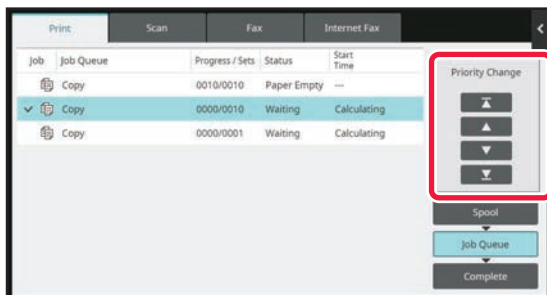 Print Scan Fax Internet Fax
Job Job Queue Progress / Sets Status Start Time
Copy 0010/0010 Paper Empty ---
Copy 0000/0010 Waiting Calculating
Copy 0000/0001 Waiting Calculating
Priority Change
Spool
Job Queue
Complete